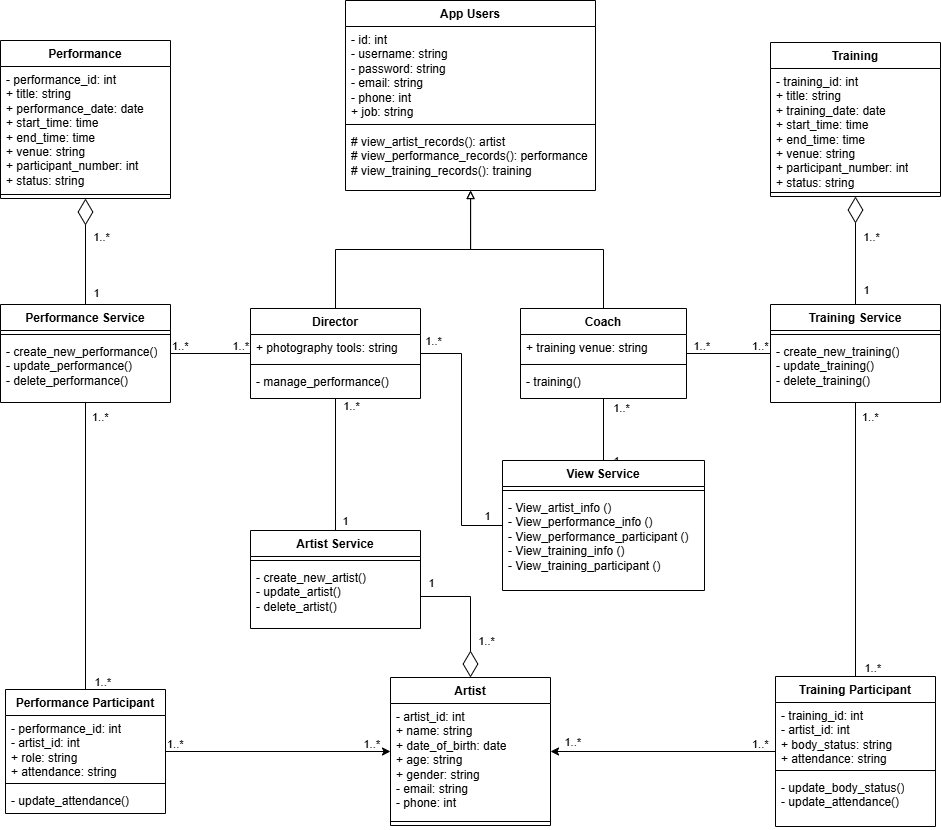 App Users
- id: int
- username: string
- password: string
- email: string
- phone: int
+ job: string
# view_artist_records(): artist
# view_performance_records(): performance
# view_training_records(): training
Performance
- performance_id: int
+ title: string
+ performance_date: date
+ start_time: time
+ end_time: time
+ venue: string
+ participant_number: int
+ status: string
1..*
1
Training
- training_id: int
+ title: string
+ training_date: date
+ start_time: time
+ end_time: time
+ venue: string
+ participant_number: int
+ status: string
1..*
1
Performance Service
- create_new_performance()
- update_performance()
- delete_performance()
1..*
1..*
1..*
Director
+ photography tools: string
- manage_performance()
1..*
1..*
Coach
+ training venue: string
- training()
1..*
1..*
1..*
Training Service
- create_new_training()
- update_training()
- delete_training()
1..*
View Service
- View_artist_info ()
- View_performance_info ()
- View_performance_participant ()
- View_training_info ()
- View_training_participant ()
1
1
Artist Service
- create_new_artist()
- update_artist()
- delete_artist()
1
1..*
1..*
Performance Participant
- performance_id: int
- artist_id: int
+ role: string
+ attendance: string
- update_attendance()
1..*
1..*
Artist
- artist_id: int
+ name: string
+ date_of_birth: date
+ age: string
+ gender: string
- email: string
- phone: int
1..*
1..*
1..*
Training Participant
- training_id: int
- artist_id: int
+ body_status: string
+ attendance: string
- update_body_status()
- update_attendance()